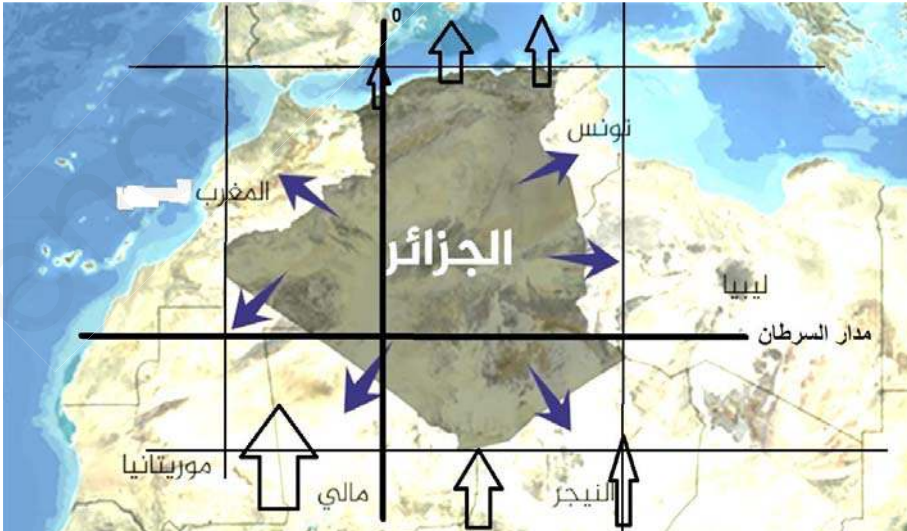 0
تونس
المغرب
الجزائر
ليبيا
مدار السرطان
موريتانيا
مالي
النيجر